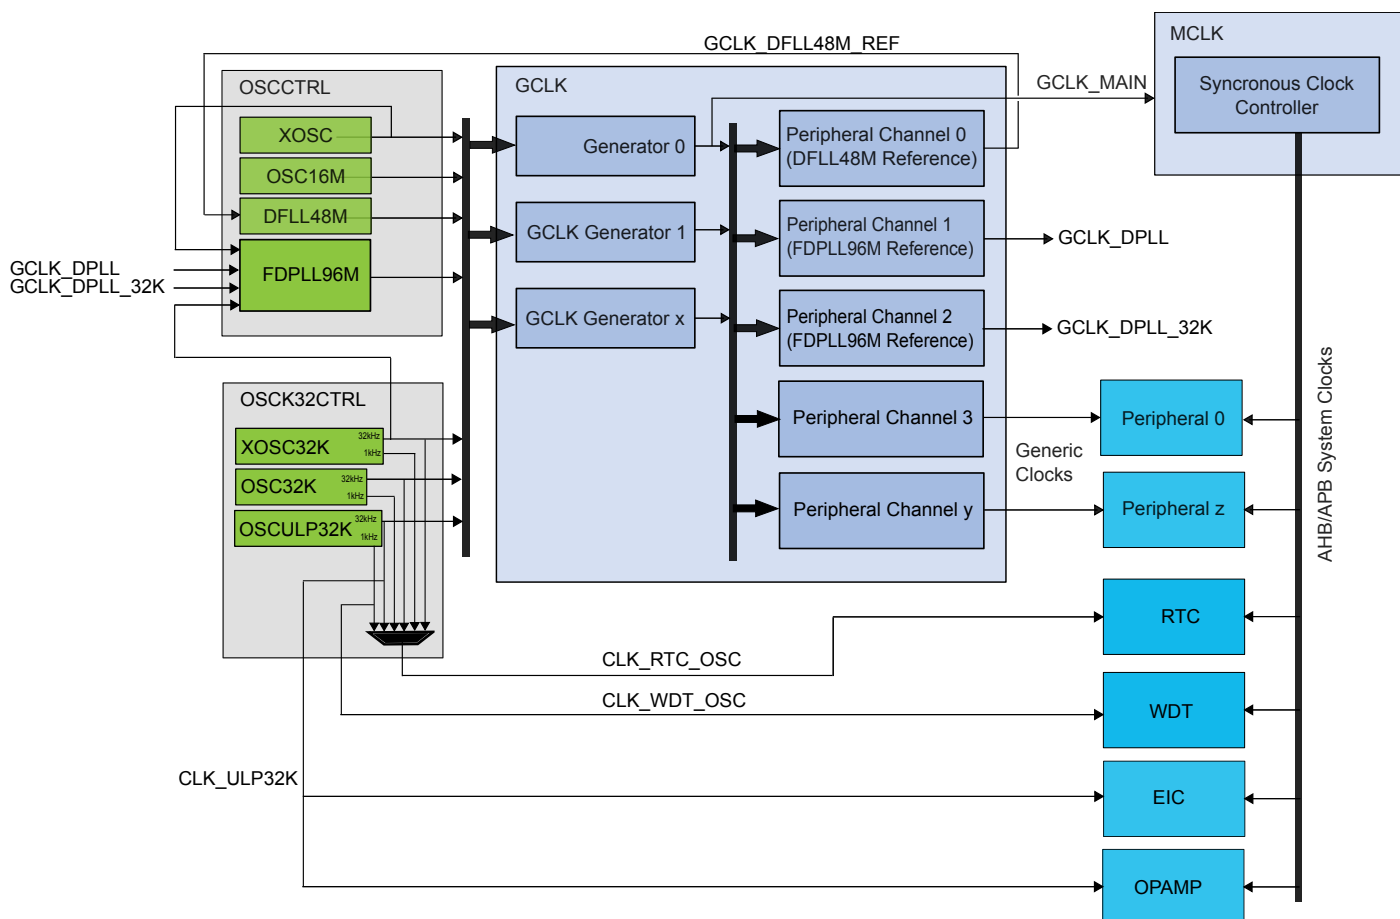 GCLK_DFLL48M_REF
MCLK
OSCCTRL
GCLK
GCLK_MAIN
Syncronous Clock
Controller
XOSC
Generator 0
Peripheral Channel 0
(DFLL48M Reference)
OSC16M
DFLL48M
GCLK Generator 1
Peripheral Channel 1
(FDPLL96M Reference)
GCLK_DPLL
GCLK_DPLL
GCLK_DPLL_32K
FDPLL96M
GCLK Generator x
Peripheral Channel 2
(FDPLL96M Reference)
GCLK_DPLL_32K
OSCK32CTRL
Peripheral Channel 3
Peripheral 0
XOSC32K
32kHz
1kHz
Generic
Clocks
AHB/APB System Clocks
OSC32K
32kHz
1kHz
Peripheral Channel y
Peripheral z
OSCULP32K
32kHz
1kHz
RTC
CLK_RTC_OSC
CLK_WDT_OSC
WDT
CLK_ULP32K
EIC
OPAMP